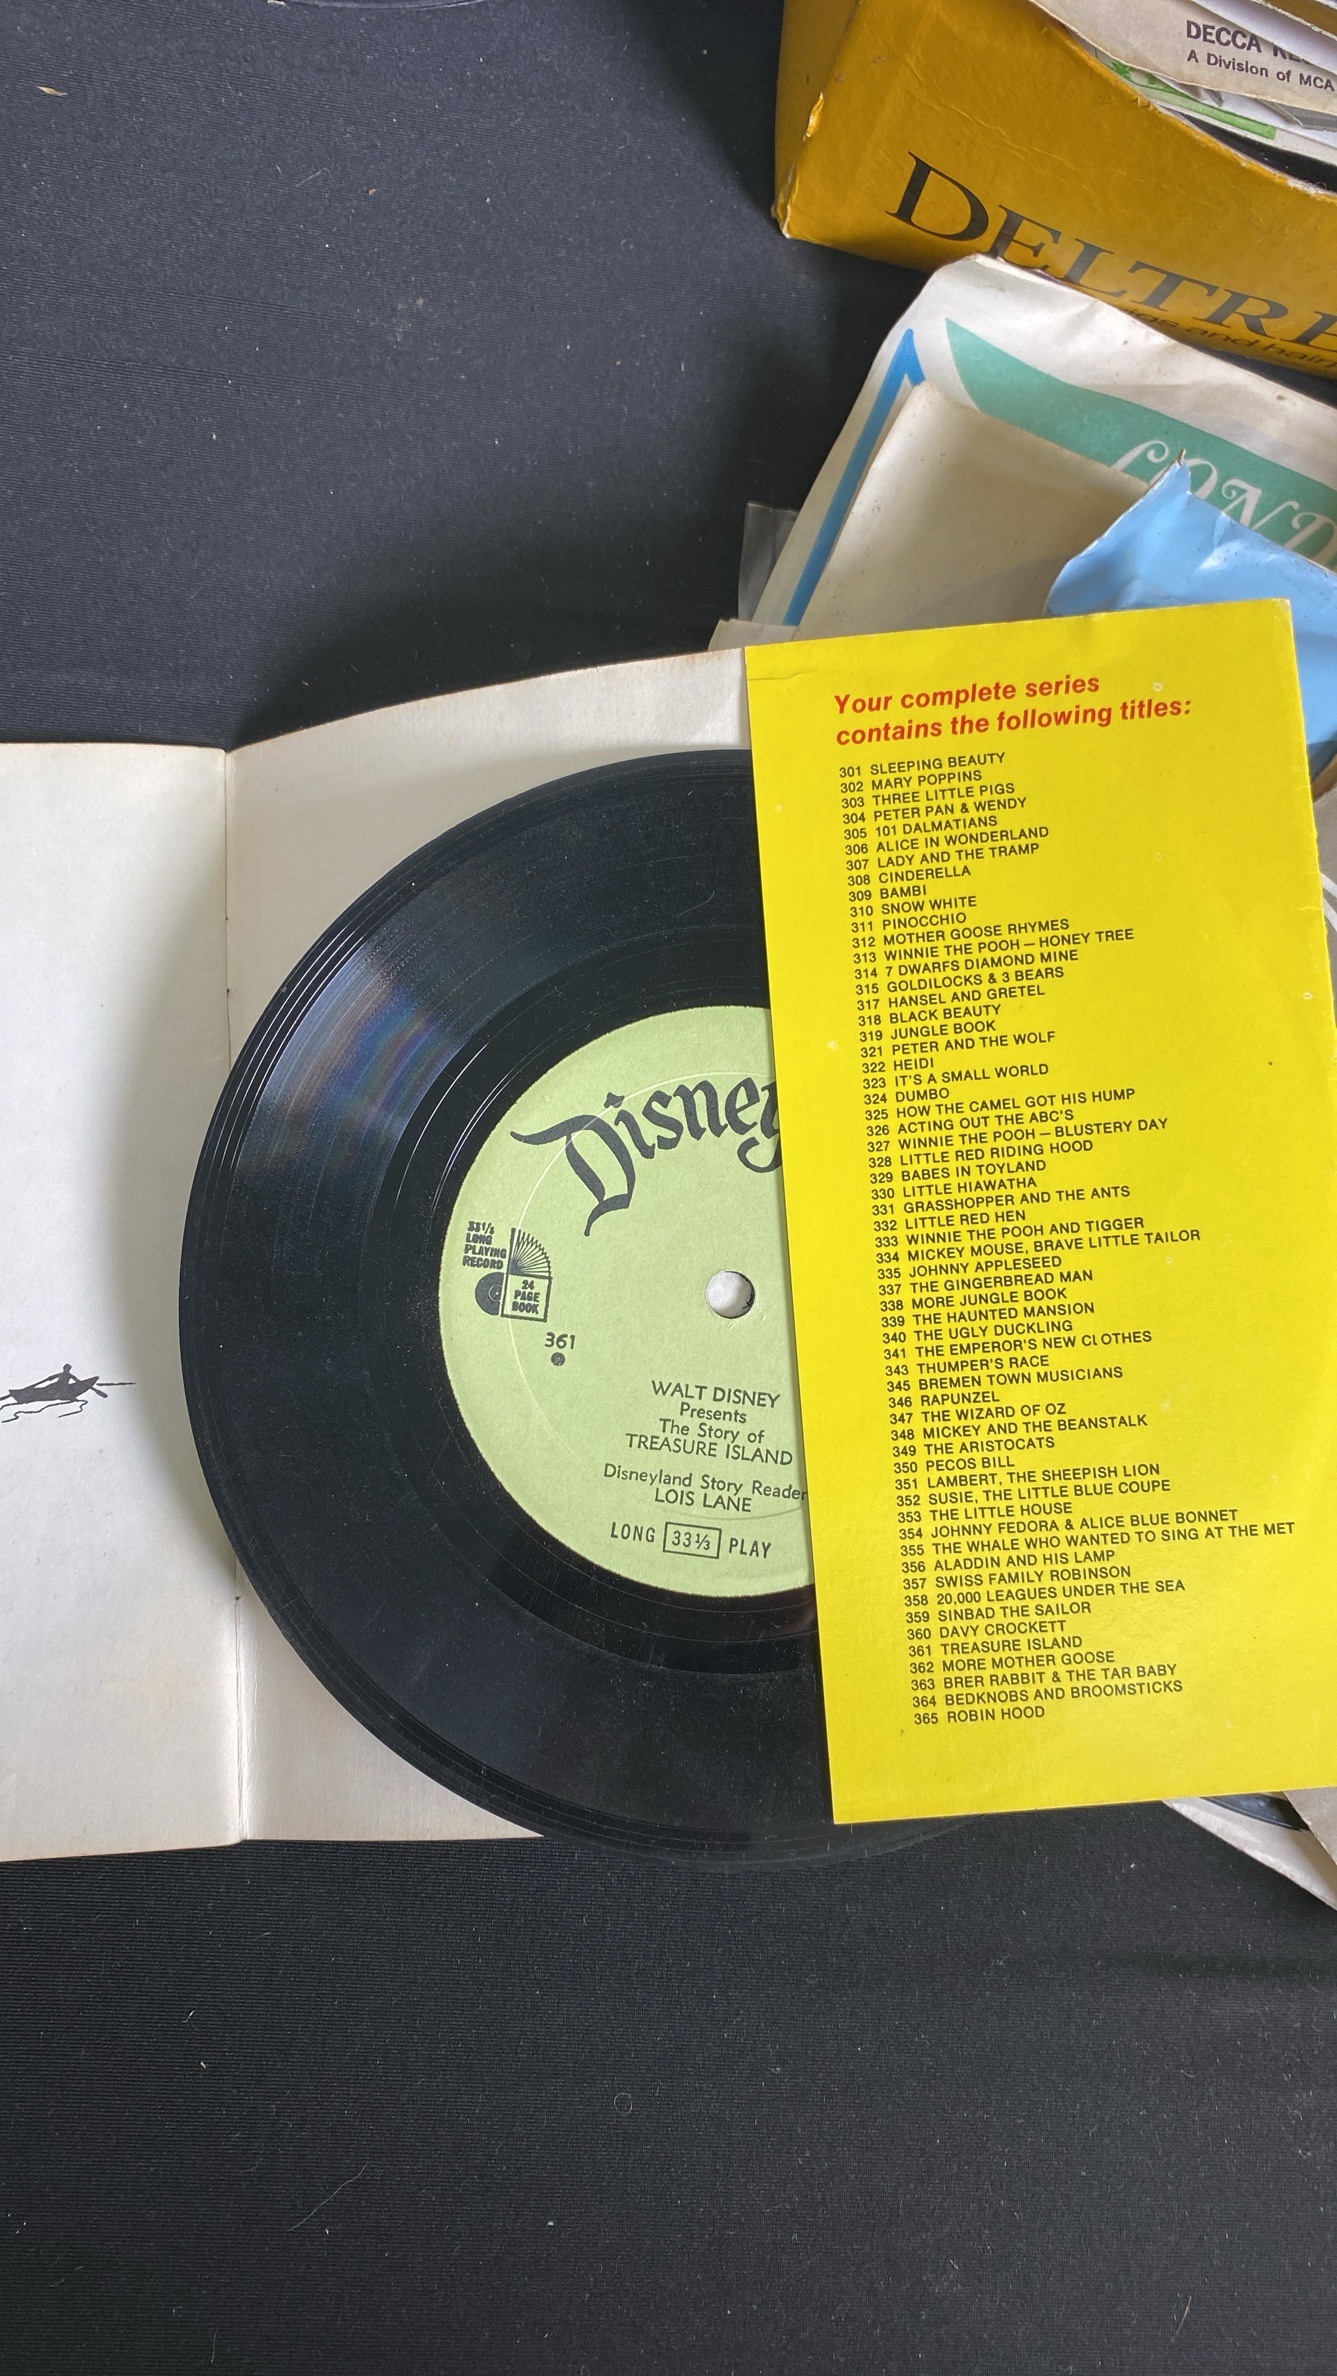 DECCA
A Division of MCA
DELTR
and hair
LOND
Your complete series
contains the following titles:
301 SLEEPING BEAUTY
302 MARY POPPINS
303 THREE LITTLE PIGS
304 PETER PAN & WENDY
305 101 DALMATIANS
306 ALICE IN WONDERLAND
307 LADY AND THE TRAMP
308 CINDERELLA
309 BAMBI
310 SNOW WHITE
311 PINOCCHIO
312 MOTHER GOOSE RHYMES
313 WINNIE THE POOH – HONEY TREE
314 7 DWARFS DIAMOND MINE
315 GOLDILOCKS & 3 BEARS
317 HANSEL AND GRETEL
318 BLACK BEAUTY
319 JUNGLE BOOK
321 PETER AND THE WOLF
322 HEIDI
323 IT'S A SMALL WORLD
324 DUMBO
325 HOW THE CAMEL GOT HIS HUMP
326 ACTING OUT THE ABC'S
327 WINNIE THE POOH – BLUSTERY DAY
328 LITTLE RED RIDING HOOD
329 BABES IN TOYLAND
330 LITTLE HIAWATHA
331 GRASSHOPPER AND THE ANTS
332 LITTLE RED HEN
333 WINNIE THE POOH AND TIGGER
334 MICKEY MOUSE, BRAVE LITTLE TAILOR
335 JOHNNY APPLESEED
337 THE GINGERBREAD MAN
338 MORE JUNGLE BOOK
339 THE HAUNTED MANSION
340 THE UGLY DUCKLING
341 THE EMPEROR'S NEW CLOTHES
343 THUMPER'S RACE
345 BREMEN TOWN MUSICIANS
346 RAPUNZEL
347 THE WIZARD OF OZ
348 MICKEY AND THE BEANSTALK
349 THE ARISTOCATS
350 PECOS BILL
351 LAMBERT, THE SHEEPISH LION
352 SUSIE, THE LITTLE BLUE COUPE
353 THE LITTLE HOUSE
354 JOHNNY FEDORA & ALICE BLUE BONNET
355 THE WHALE WHO WANTED TO SING AT THE MET
356 ALADDIN AND HIS LAMP
357 SWISS FAMILY ROBINSON
358 20,000 LEAGUES UNDER THE SEA
359 SINBAD THE SAILOR
360 DAVY CROCKETT
361 TREASURE ISLAND
362 MORE MOTHER GOOSE
363 BRER RABBIT & THE TAR BABY
364 BEDKNOBS AND BROOMSTICKS
365 ROBIN HOOD
Disney
33⅓
LONG
PLAYING
RECORD
24
PAGE
BOOK
361
WALT DISNEY
Presents
The Story of
TREASURE ISLAND
Disneyland Story Reader
LOIS LANE
LONG 33⅓ PLAY